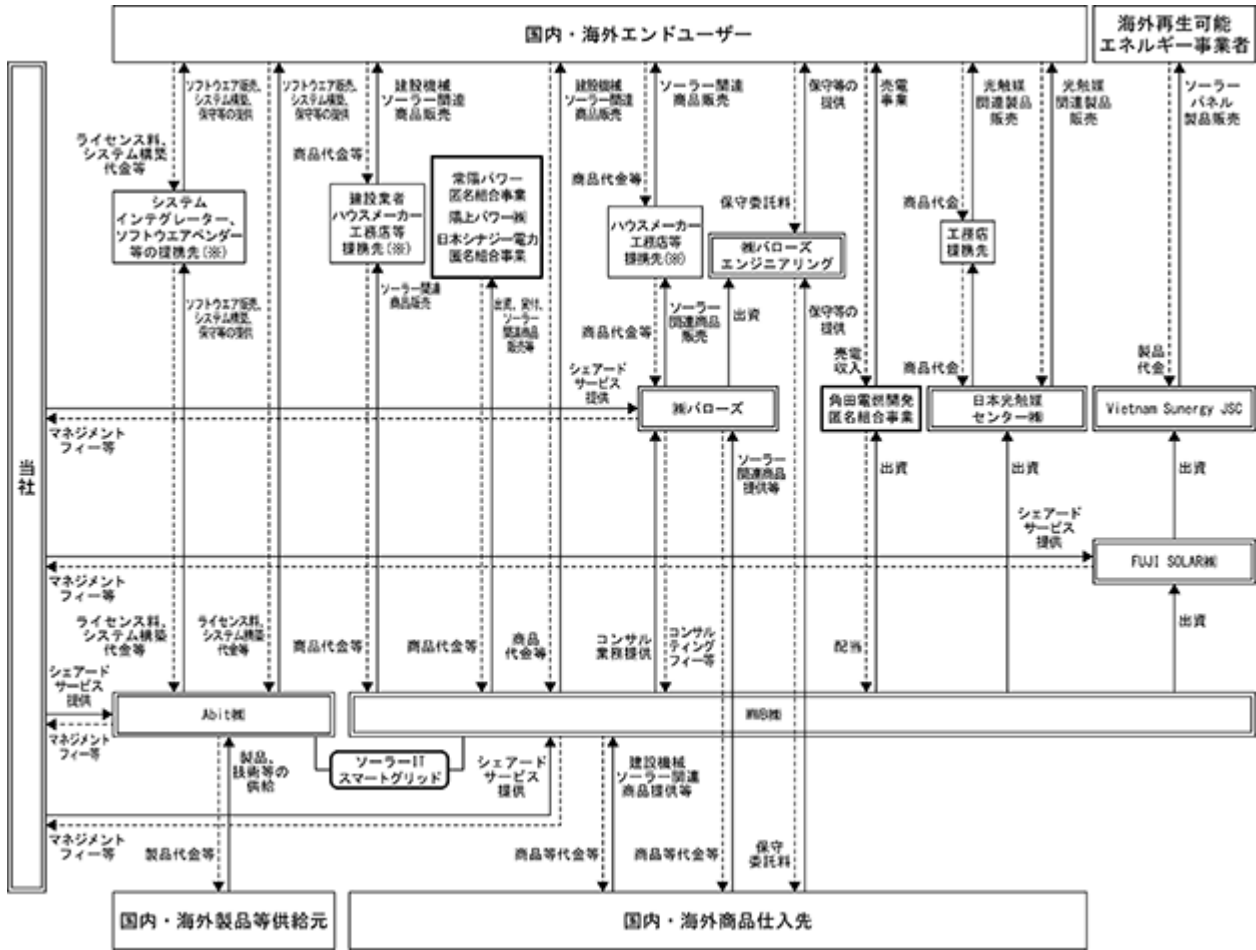 国内・海外エンドユーザー
海外再生可能
エネルギー事業者
ソフトウエア販売、
システム構築、
保守等の提供
ソフトウエア販売、
システム構築、
保守等の提供
建設機械
ソーラー関連
商品販売
建設機械
ソーラー関連
商品販売
ソーラー関連
商品販売
保守等の
提供
売電
事業
光触媒
関連製品
販売
光触媒
関連製品
販売
ソーラー
パネル
製品販売
ライセンス料、
システム構築
代金等
商品代金等
商品代金等
保守委託料
商品代金
システム
インテグレーター、
ソフトウエアベンダー
等の提携先(※)
建設業者
ハウスメーカー
工務店等
提携先(※)
常陽パワー
匿名組合事業
陽上パワー㈱
日本シナジー電力
匿名組合事業
ハウスメーカー
工務店等
提携先(※)
㈱バローズ
エンジニアリング
工務店
提携先
ソフトウエア販売、
システム構築、
保守等の提供
ソーラー関連
商品販売
出資、貸付、
ソーラー
関連商品
販売等
商品代金等
ソーラー
関連商品
販売
出資
保守等の
提供
売電
収入
商品代金
製品
代金
シェアード
サービス
提供
㈱バローズ
角田電燃開発
匿名組合事業
日本光触媒
センター㈱
Vietnam Sunergy JSC
マネジメント
フィー等
当社
ソーラー
関連商品
提供等
出資
出資
出資
シェアード
サービス
提供
FUJI SOLAR㈱
マネジメント
フィー等
ライセンス料、
システム構築
代金等
ライセンス料、
システム構築
代金等
商品代金等
商品代金等
商品
代金等
コンサル
業務提供
コンサル
ティング
フィー等
配当
出資
シェアード
サービス
提供
Abit㈱
WWB㈱
マネジメント
フィー等
製品、
技術等の
供給
ソーラーIT
スマートグリッド
シェアード
サービス
提供
建設機械
ソーラー関連
商品提供等
マネジメント
フィー等
製品代金等
商品等代金等
商品等代金等
保守
委託料
国内・海外製品等供給元
国内・海外商品仕入先